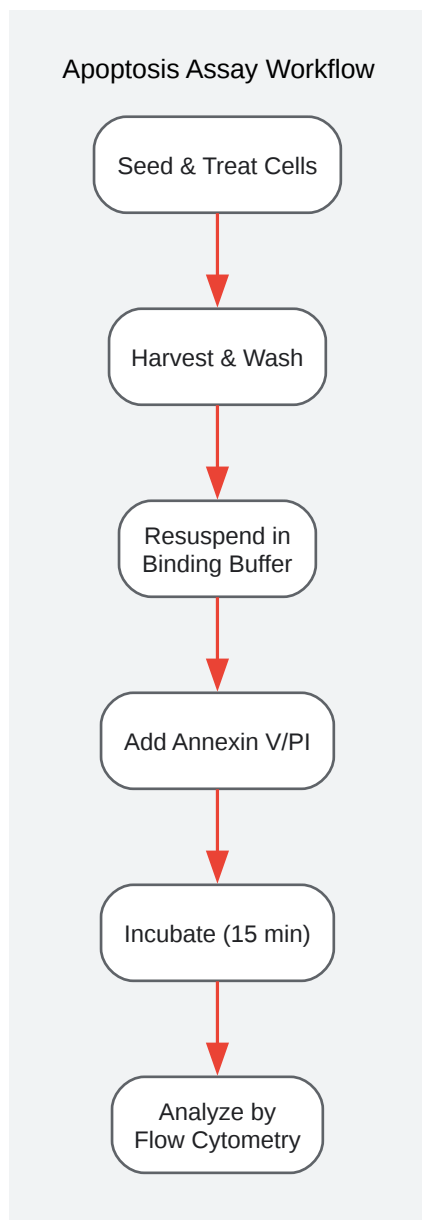 Apoptosis Assay Workflow
Seed & Treat Cells
Harvest & Wash
Resuspend in
Binding Buffer
Add Annexin V/PI
Incubate (15 min)
Analyze by
Flow Cytometry